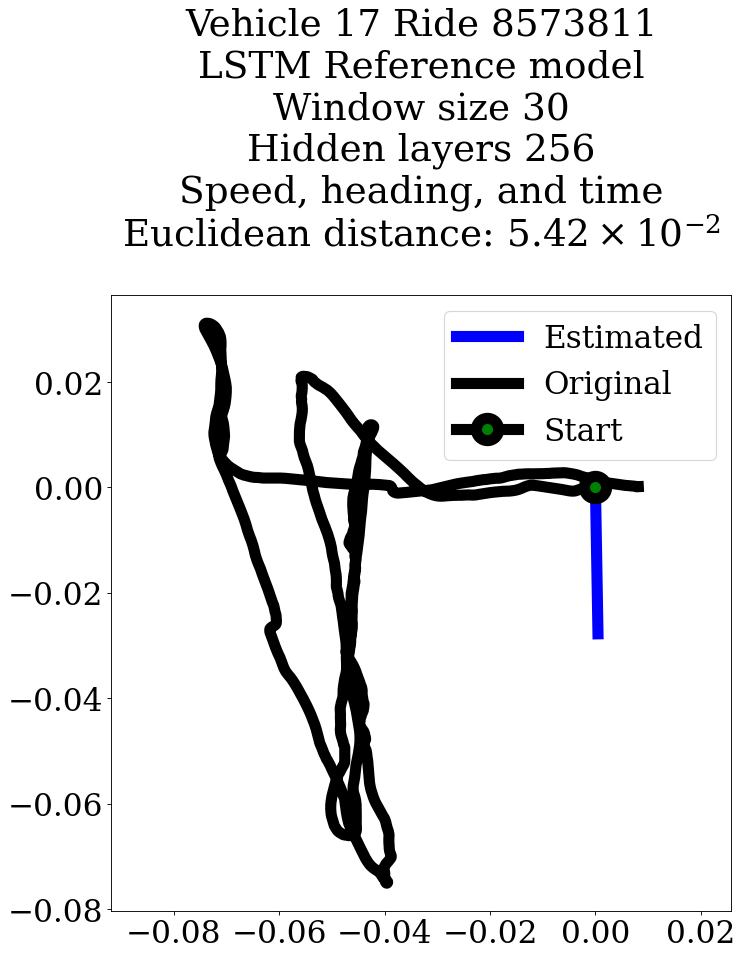 Vehicle 17 Ride 8573811
LSTM Reference model
Window size 30
Hidden layers 256
Speed, heading, and time
Euclidean distance: 5.42 × 10⁻²
Estimated
Original
Start
0.02
0.00
−0.02
−0.04
−0.06
−0.08
−0.08 −0.06 −0.04 −0.02 0.00 0.02